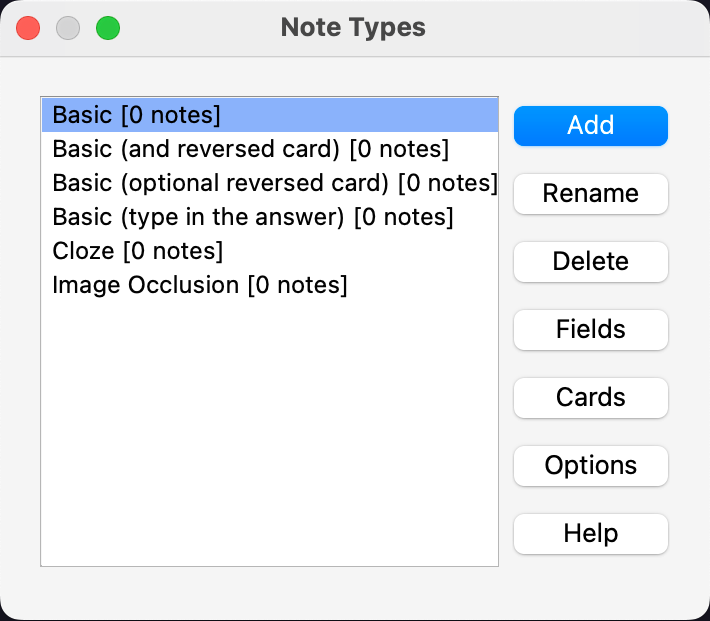 Note Types
Basic [0 notes]
Basic (and reversed card) [0 notes]
Basic (optional reversed card) [0 notes]
Basic (type in the answer) [0 notes]
Cloze [0 notes]
Image Occlusion [0 notes]
Add
Rename
Delete
Fields
Cards
Options
Help